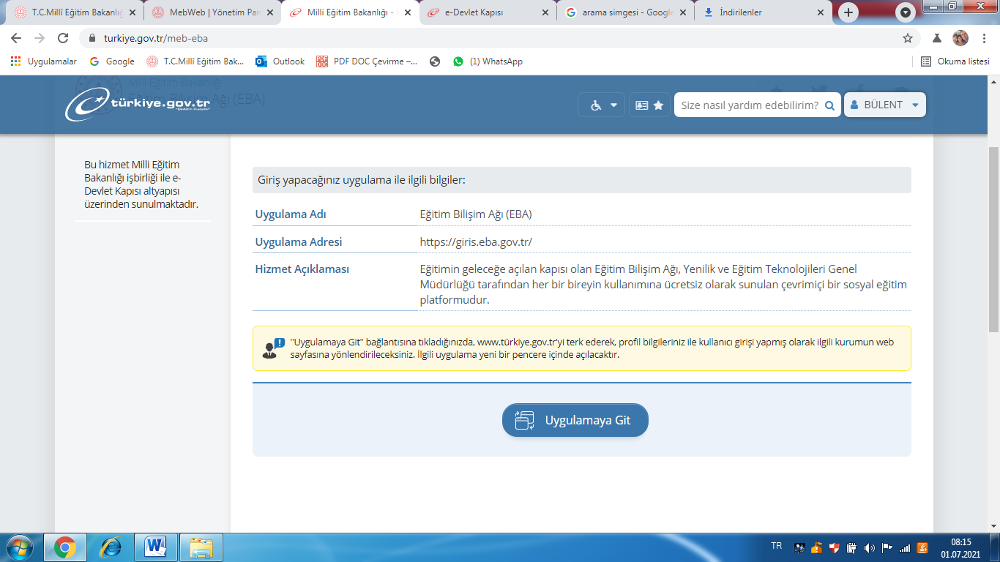 T.C.Millî Eğitim Bakanlığı
MebWeb | Yönetim Pan
Milli Eğitim Bakanlığı -
e-Devlet Kapısı
arama simgesi - Google
İndirilenler
turkiye.gov.tr/meb-eba
Uygulamalar
Google
T.C.Millî Eğitim Bak...
Outlook
PDF DOC Çevirme –...
(1) WhatsApp
Okuma listesi
Milli Eğitim Bakanlığı
Eğitim Bilişim Ağı (EBA)
türkiye.gov.tr
Size nasıl yardım edebilirim?
BÜLENT
Bu hizmet Milli Eğitim
Bakanlığı işbirliği ile e-
Devlet Kapısı altyapısı
üzerinden sunulmaktadır.
Giriş yapacağınız uygulama ile ilgili bilgiler:
Uygulama Adı
Eğitim Bilişim Ağı (EBA)
Uygulama Adresi
https://giris.eba.gov.tr/
Hizmet Açıklaması
Eğitimin geleceğe açılan kapısı olan Eğitim Bilişim Ağı, Yenilik ve Eğitim Teknolojileri Genel
Müdürlüğü tarafından her bir bireyin kullanımına ücretsiz olarak sunulan çevrimiçi bir sosyal eğitim
platformudur.
"Uygulamaya Git" bağlantısına tıkladığınızda, www.türkiye.gov.tr'yi terk ederek, profil bilgileriniz ile kullanıcı girişi yapmış olarak ilgili kurumun web
sayfasına yönlendirileceksiniz. İlgili uygulama yeni bir pencere içinde açılacaktır.
Uygulamaya Git
TR
08:15
01.07.2021